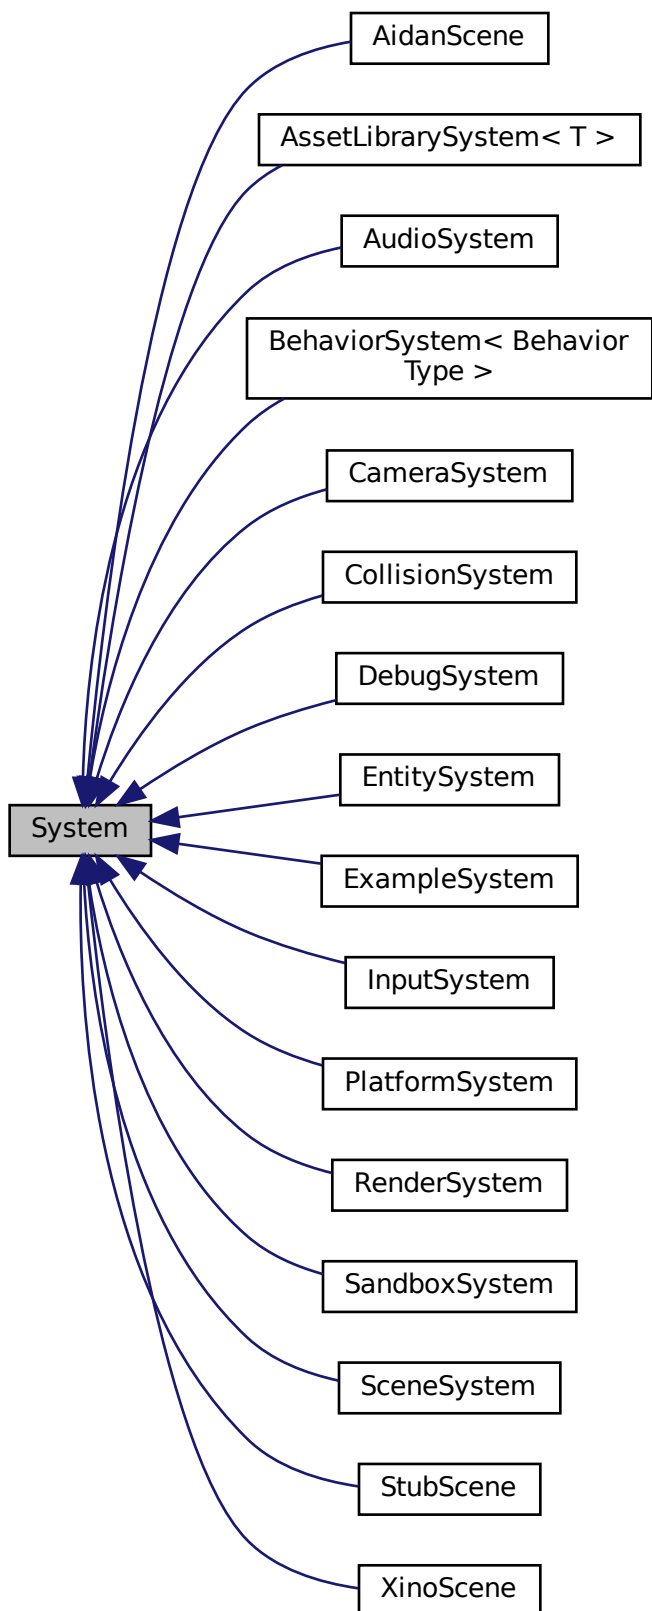 AidanScene
AssetLibrarySystem< T >
AudioSystem
BehaviorSystem< Behavior
Type >
CameraSystem
CollisionSystem
DebugSystem
EntitySystem
System
ExampleSystem
InputSystem
PlatformSystem
RenderSystem
SandboxSystem
SceneSystem
StubScene
XinoScene